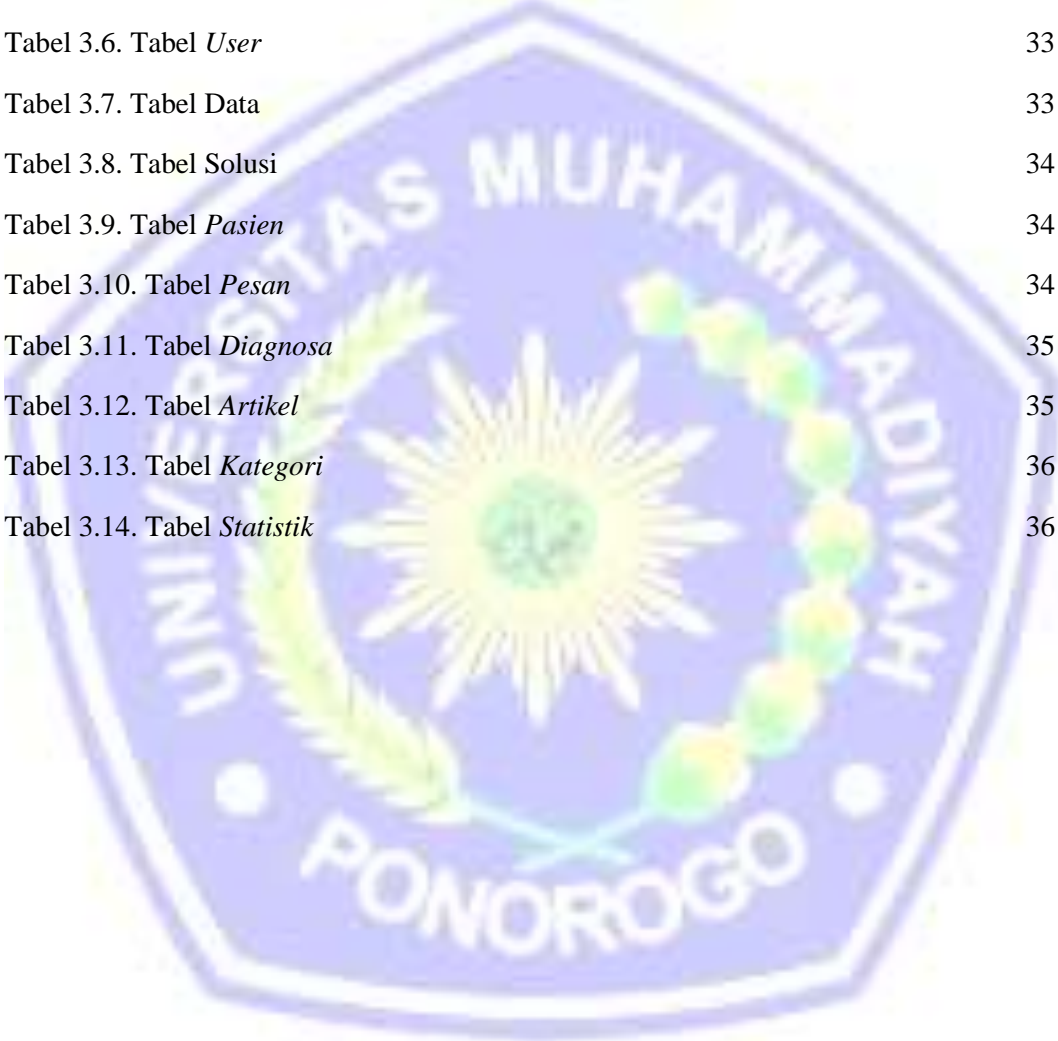 Tabel 3.6. Tabel User 33
Tabel 3.7. Tabel Data 33
Tabel 3.8. Tabel Solusi 34
Tabel 3.9. Tabel Pasien 34
Tabel 3.10. Tabel Pesan 34
Tabel 3.11. Tabel Diagnosa 35
Tabel 3.12. Tabel Artikel 35
Tabel 3.13. Tabel Kategori 36
Tabel 3.14. Tabel Statistik 36
UNIVERSITAS MUHAMMADIYAH
PONOROGO